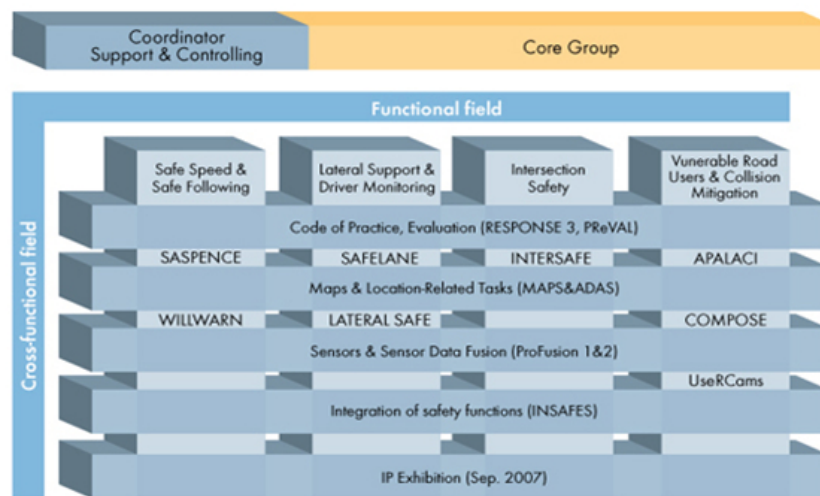 Coordinator
Support & Controlling
Core Group
Functional field
Cross-functional field
Safe Speed &
Safe Following
Lateral Support &
Driver Monitoring
Intersection
Safety
Vunerable Road
Users & Collision
Mitigation
Code of Practice, Evaluation (RESPONSE 3, PReVAL)
SASPENCE
SAFELANE
INTERSAFE
APALACI
Maps & Location-Related Tasks (MAPS&ADAS)
WILLWARN
LATERAL SAFE
COMPOSE
Sensors & Sensor Data Fusion (ProFusion 1&2)
UseRCams
Integration of safety functions (INSAFES)
IP Exhibition (Sep. 2007)